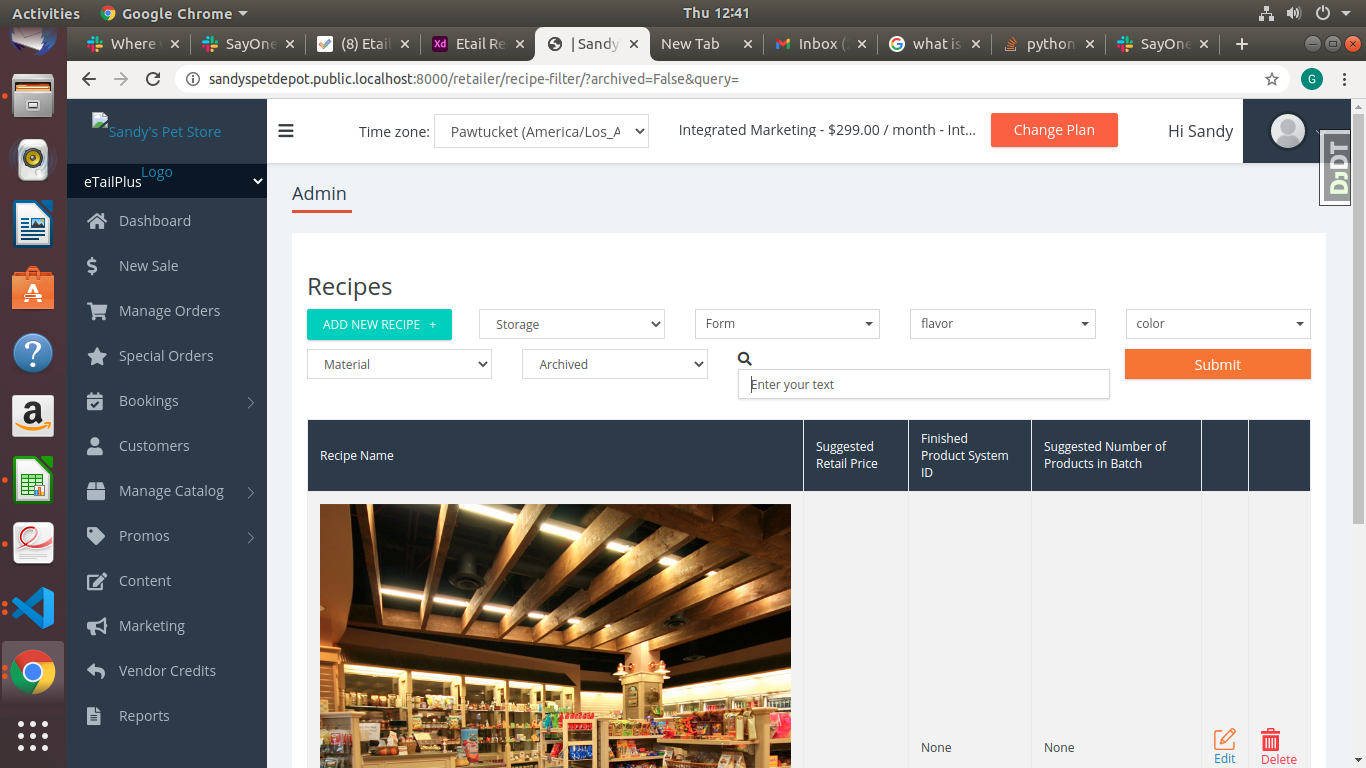 Activities
Google Chrome
Thu 12:41
Where
SayOne
(8) Etail
Xd
Etail Re
| Sandy
New Tab
Inbox (
what is
python
SayOne
sandyspetdepot.public.localhost:8000/retailer/recipe-filter/?archived=False&query=
G
Sandy's Pet Store
Logo
Time zone:
Pawtucket (America/Los_A
Integrated Marketing - $299.00 / month - Int...
Change Plan
Hi Sandy
DJDT
eTailPlus
Dashboard
New Sale
Manage Orders
Special Orders
Bookings
Customers
Manage Catalog
Promos
Content
Marketing
Vendor Credits
Reports
Admin
Recipes
ADD NEW RECIPE +
Storage
Form
flavor
color
Material
Archived
Enter your text
Submit
Recipe Name
Suggested
Retail Price
Finished
Product System
ID
Suggested Number of
Products in Batch
None
None
Edit
Delete